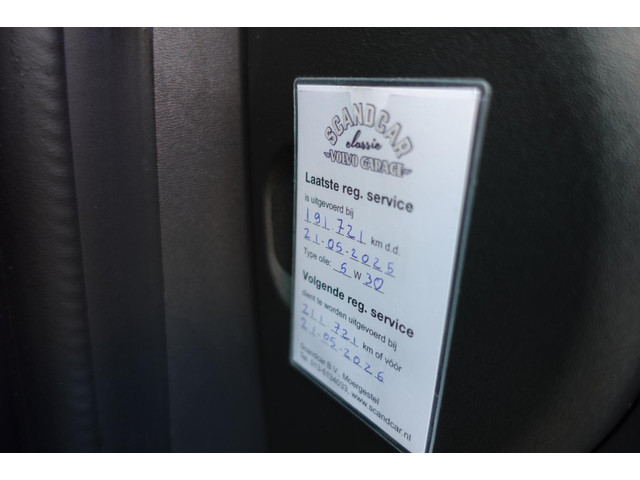 SCANDCAR
classic
VOLVO GARAGE
Laatste reg. service
is uitgevoerd bij
191.721 km d.d.
21-05-2025
Type olie: 5 W 30
Volgende reg. service
dient te worden uitgevoerd bij
211.721 km of vóór
21-05-2026
Scandcar B.V., Moergestel
www.scandcar.nl